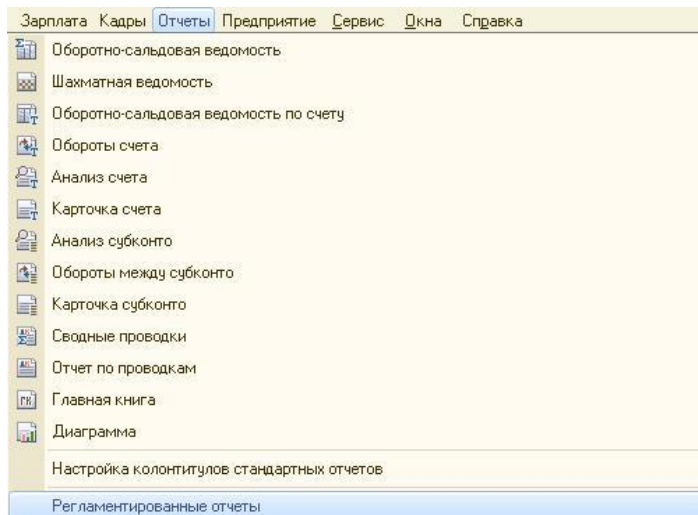 Зарплата Кадры Отчеты Предприятие Сервис Окна Справка
Оборотно-сальдовая ведомость
Шахматная ведомость
Оборотно-сальдовая ведомость по счету
Обороты счета
Анализ счета
Карточка счета
Анализ субконто
Обороты между субконто
Карточка субконто
Сводные проводки
Отчет по проводкам
Главная книга
Диаграмма
Настройка колонтитулов стандартных отчетов
Регламентированные отчеты